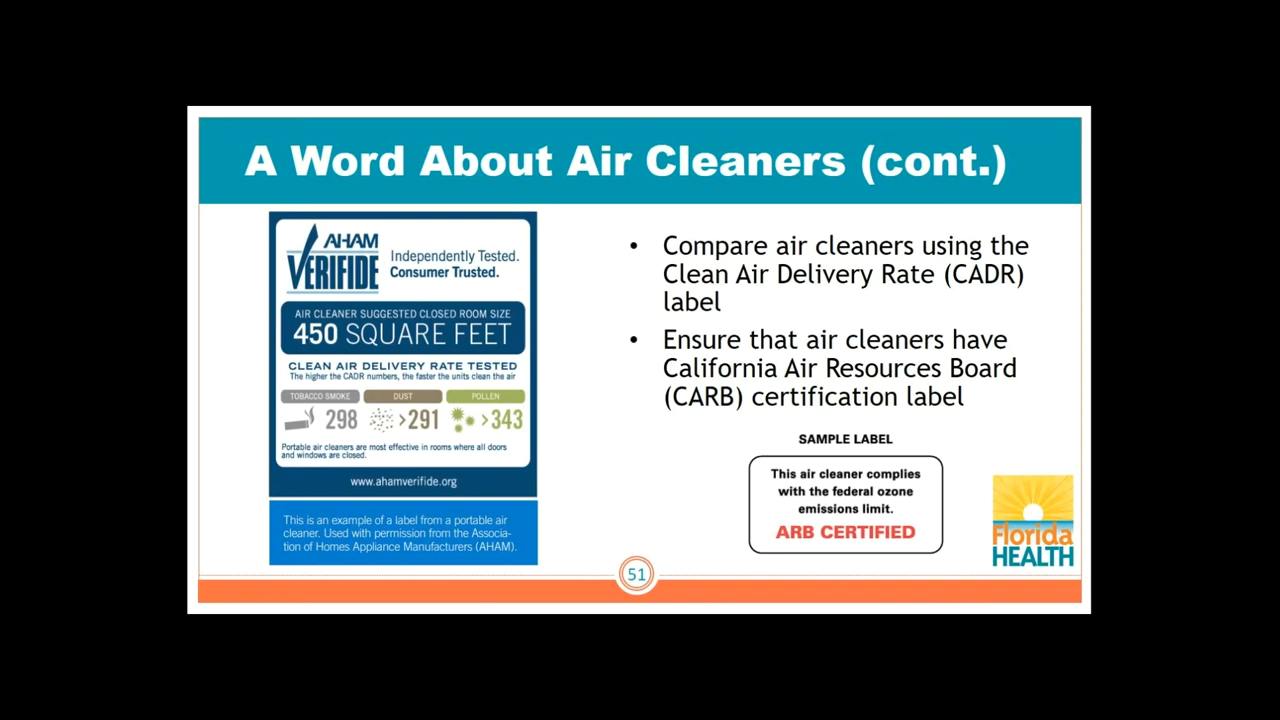 A Word About Air Cleaners (cont.)
AHAM
VERIFIDE
Independently Tested.
Consumer Trusted.
AIR CLEANER SUGGESTED CLOSED ROOM SIZE
450 SQUARE FEET
CLEAN AIR DELIVERY RATE TESTED
The higher the CADR numbers, the faster the units clean the air
TOBACCO SMOKE DUST POLLEN
298 >291 >343
Portable air cleaners are most effective in rooms where all doors
and windows are closed.
www.ahamverifide.org
This is an example of a label from a portable air
cleaner. Used with permission from the Associa-
tion of Homes Appliance Manufacturers (AHAM).
• Compare air cleaners using the
Clean Air Delivery Rate (CADR)
label
• Ensure that air cleaners have
California Air Resources Board
(CARB) certification label
SAMPLE LABEL
This air cleaner complies
with the federal ozone
emissions limit.
ARB CERTIFIED
Florida
HEALTH
51